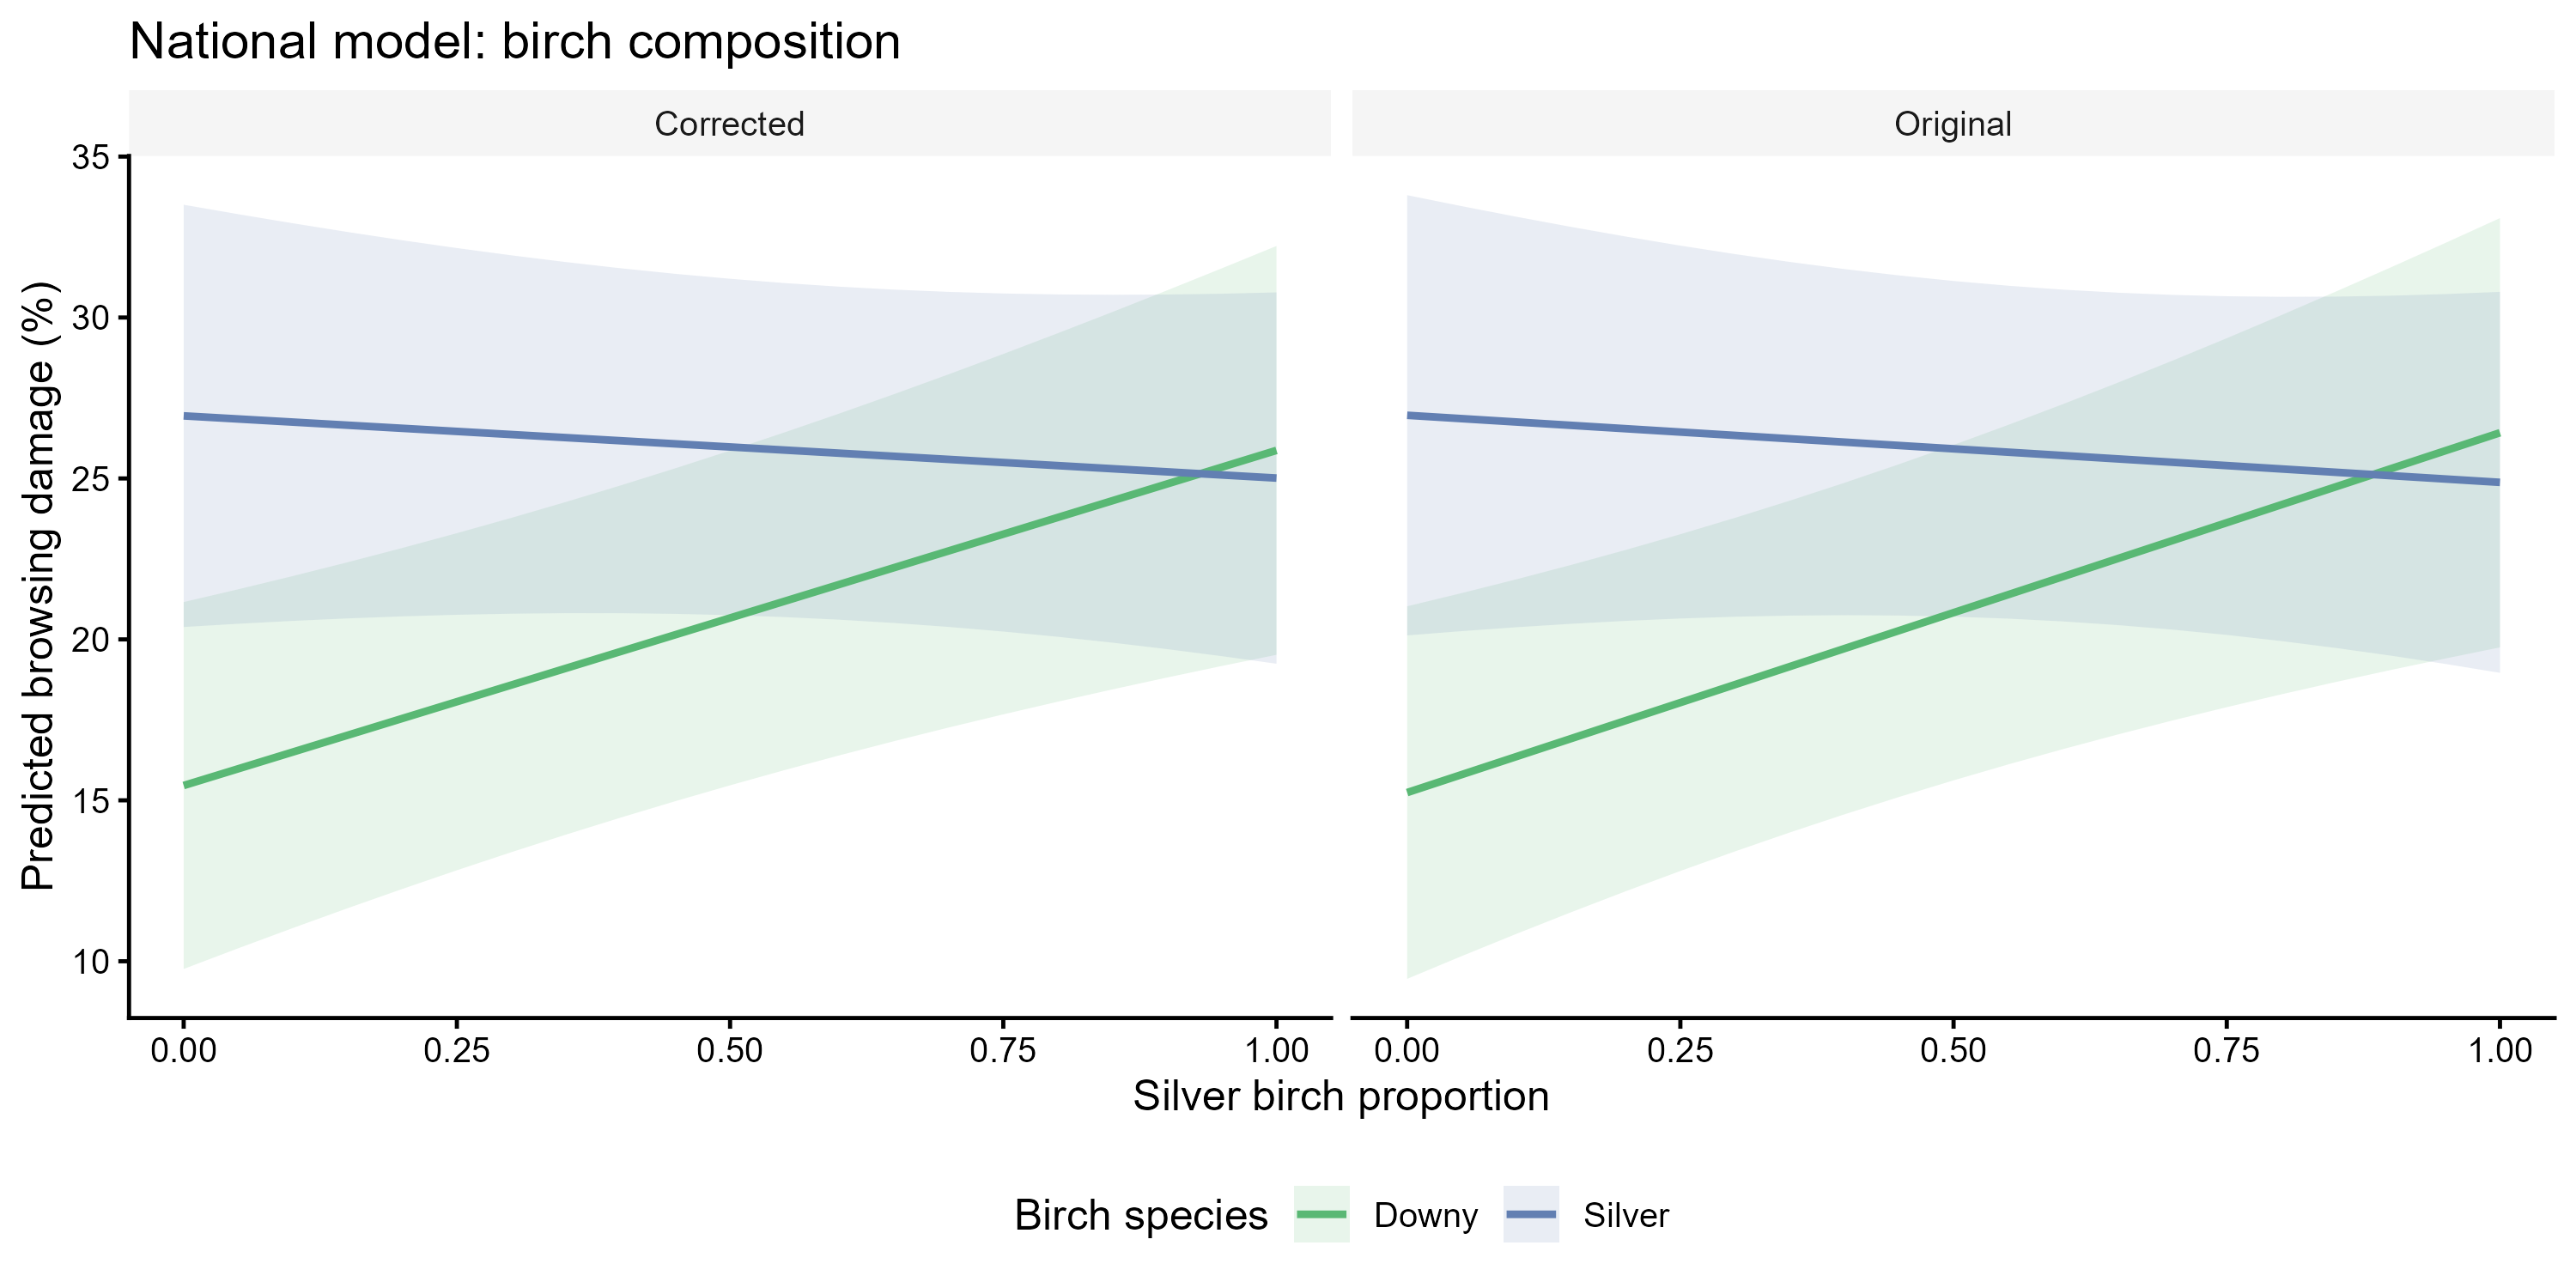 National model: birch composition
Corrected
Original
Predicted browsing damage (%)
35
30
25
20
15
10
0.00 0.25 0.50 0.75 1.00
0.00 0.25 0.50 0.75 1.00
Silver birch proportion
Birch species Downy Silver